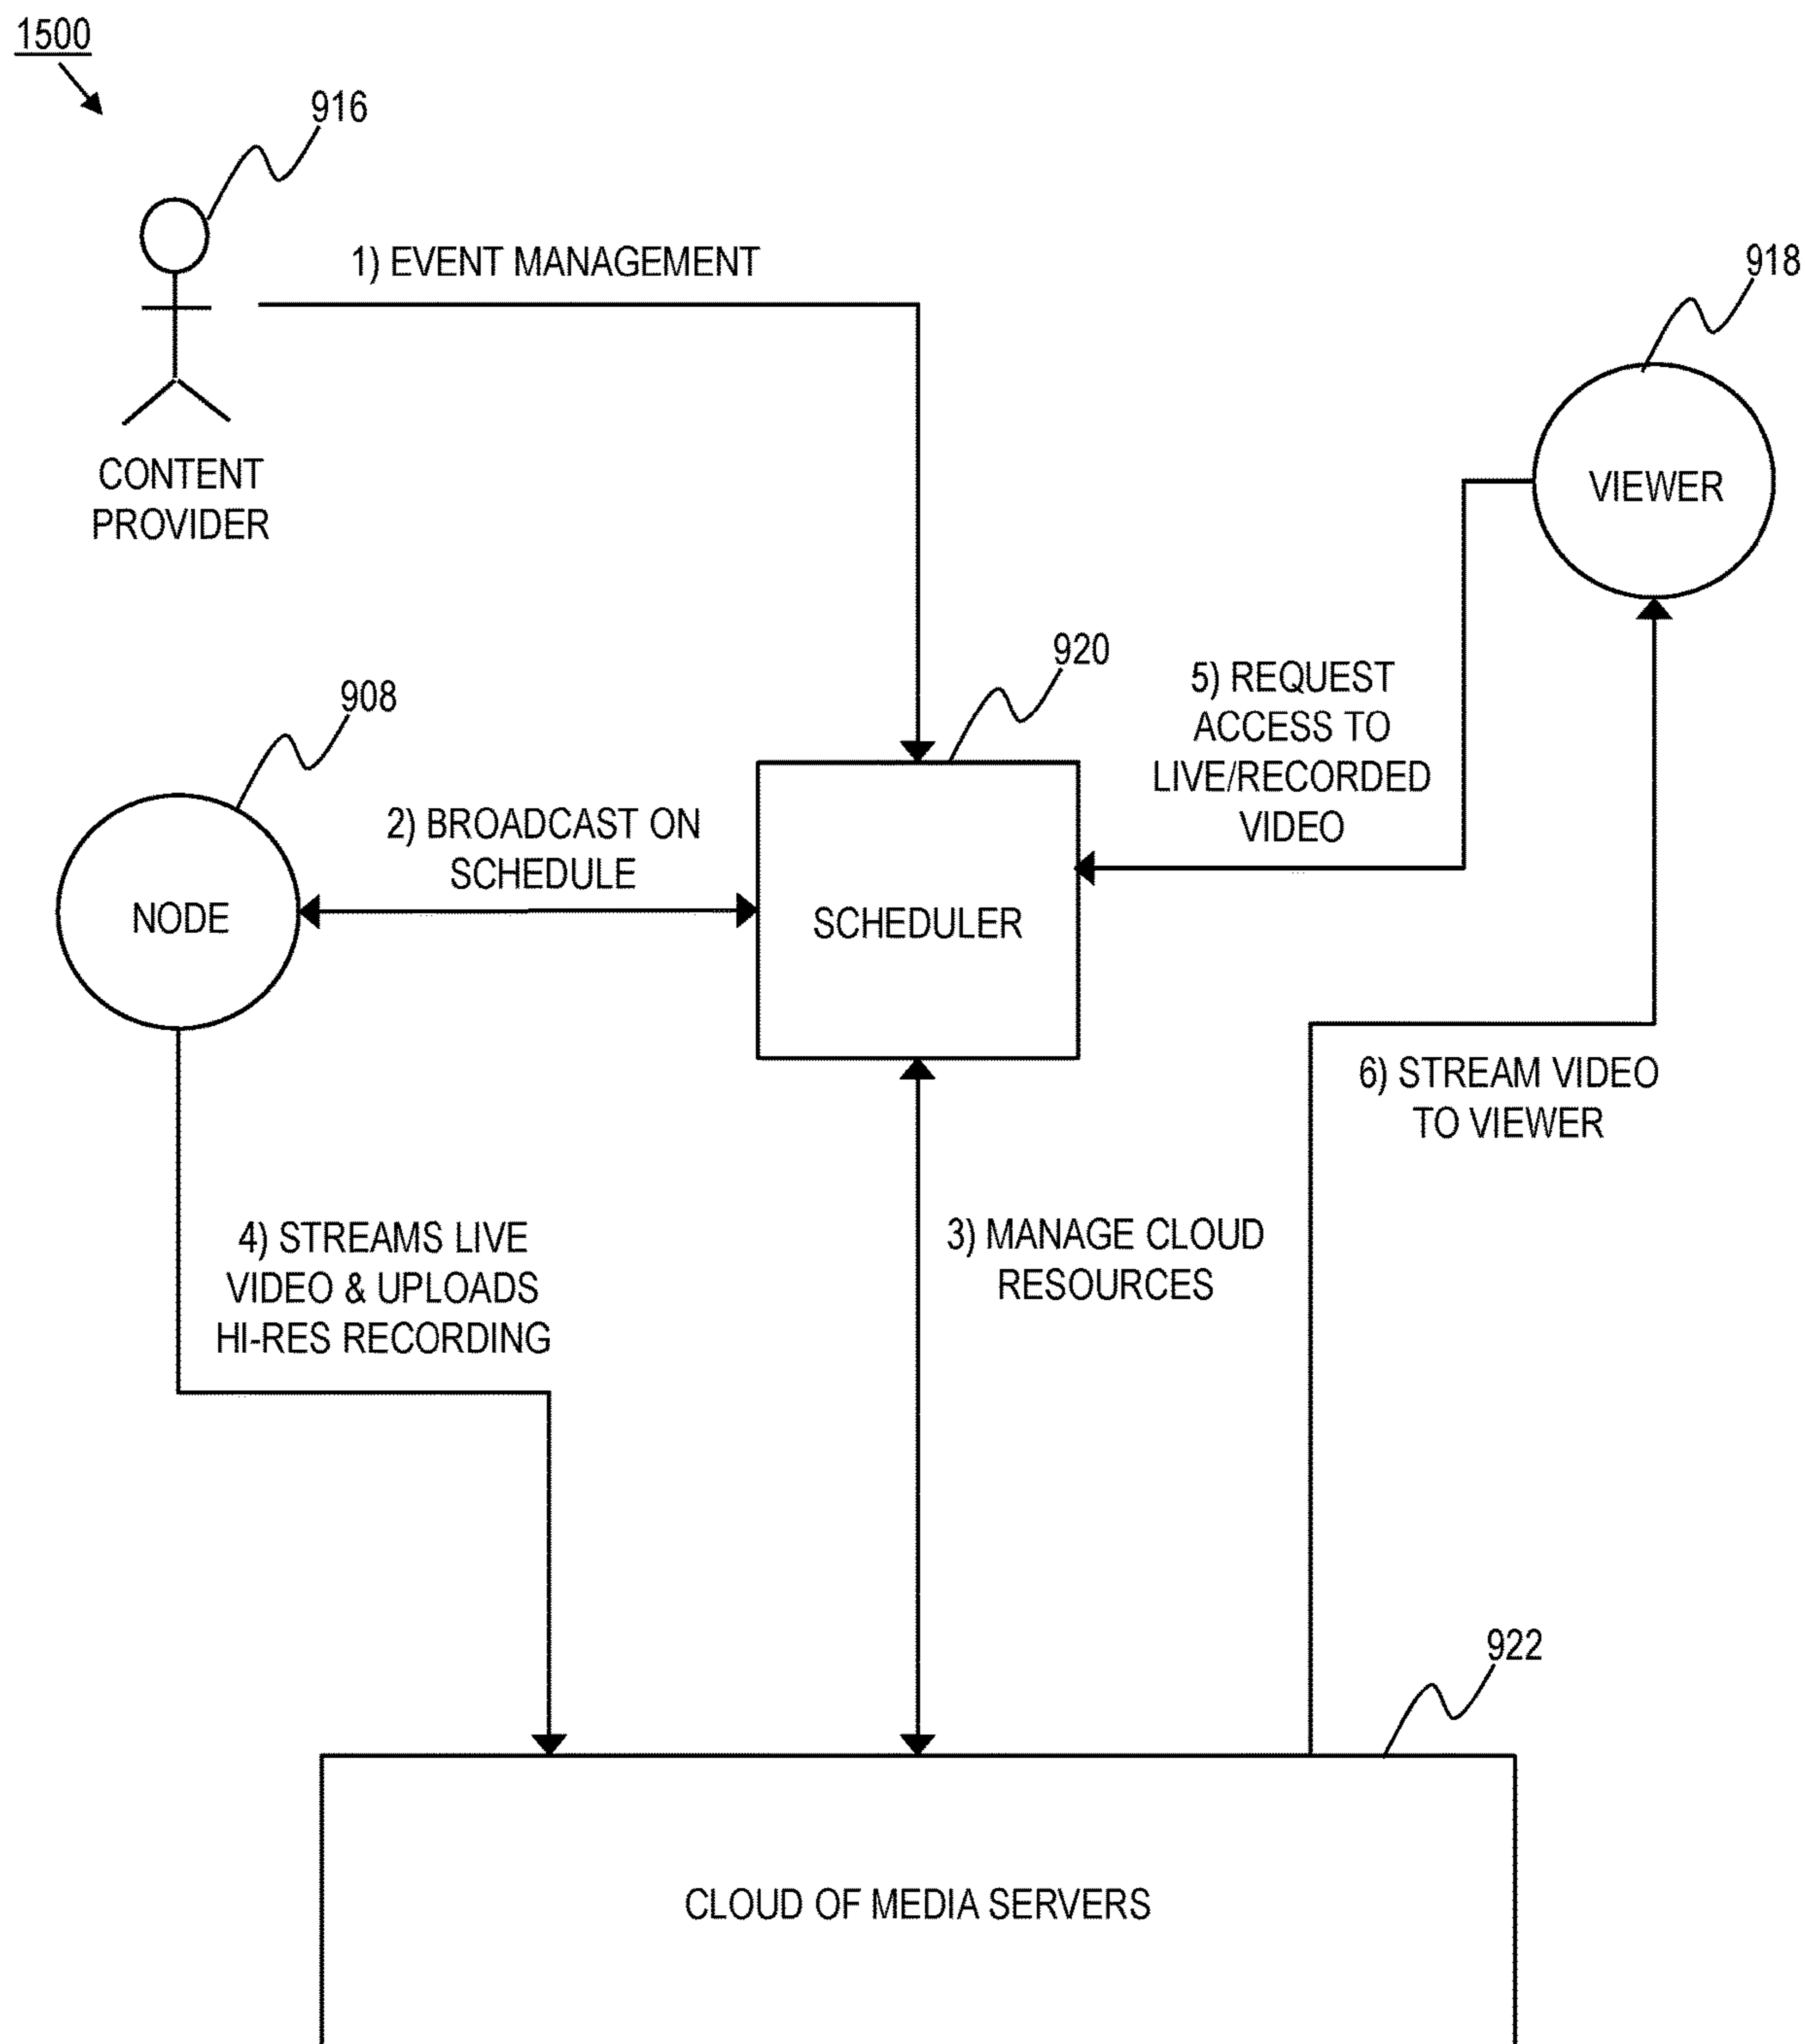 1500
916
1) EVENT MANAGEMENT
918
CONTENT
PROVIDER
VIEWER
920
5) REQUEST
ACCESS TO
LIVE/RECORDED
VIDEO
908
2) BROADCAST ON
SCHEDULE
NODE
SCHEDULER
6) STREAM VIDEO
TO VIEWER
4) STREAMS LIVE
VIDEO & UPLOADS
HI-RES RECORDING
3) MANAGE CLOUD
RESOURCES
922
CLOUD OF MEDIA SERVERS